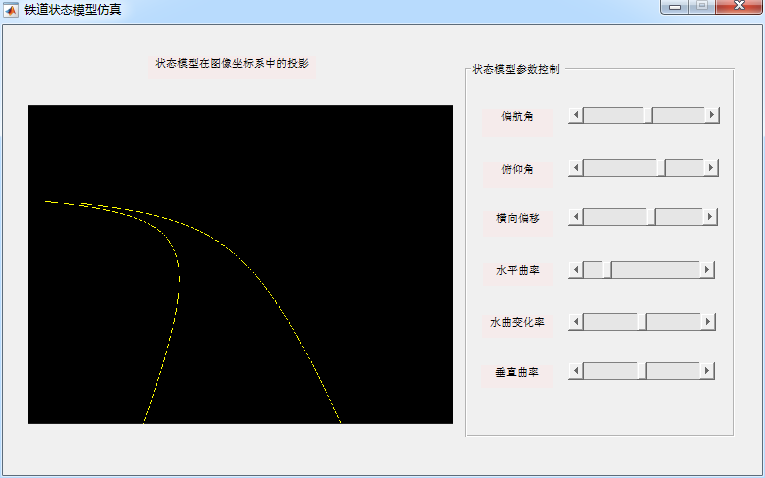 铁道状态模型仿真
状态模型在图像坐标系中的投影
状态模型参数控制
偏航角
俯仰角
横向偏移
水平曲率
水曲变化率
垂直曲率